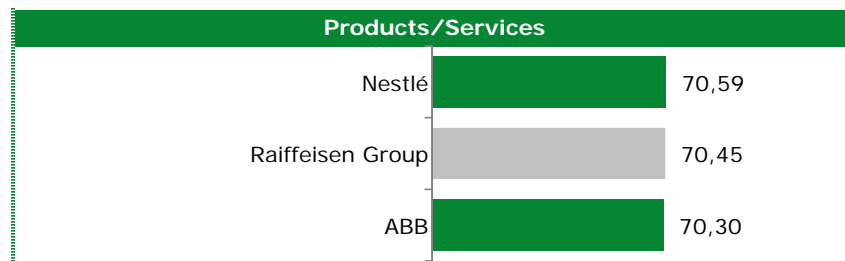 Products/Services
Nestlé 70,59
Raiffeisen Group 70,45
ABB 70,30